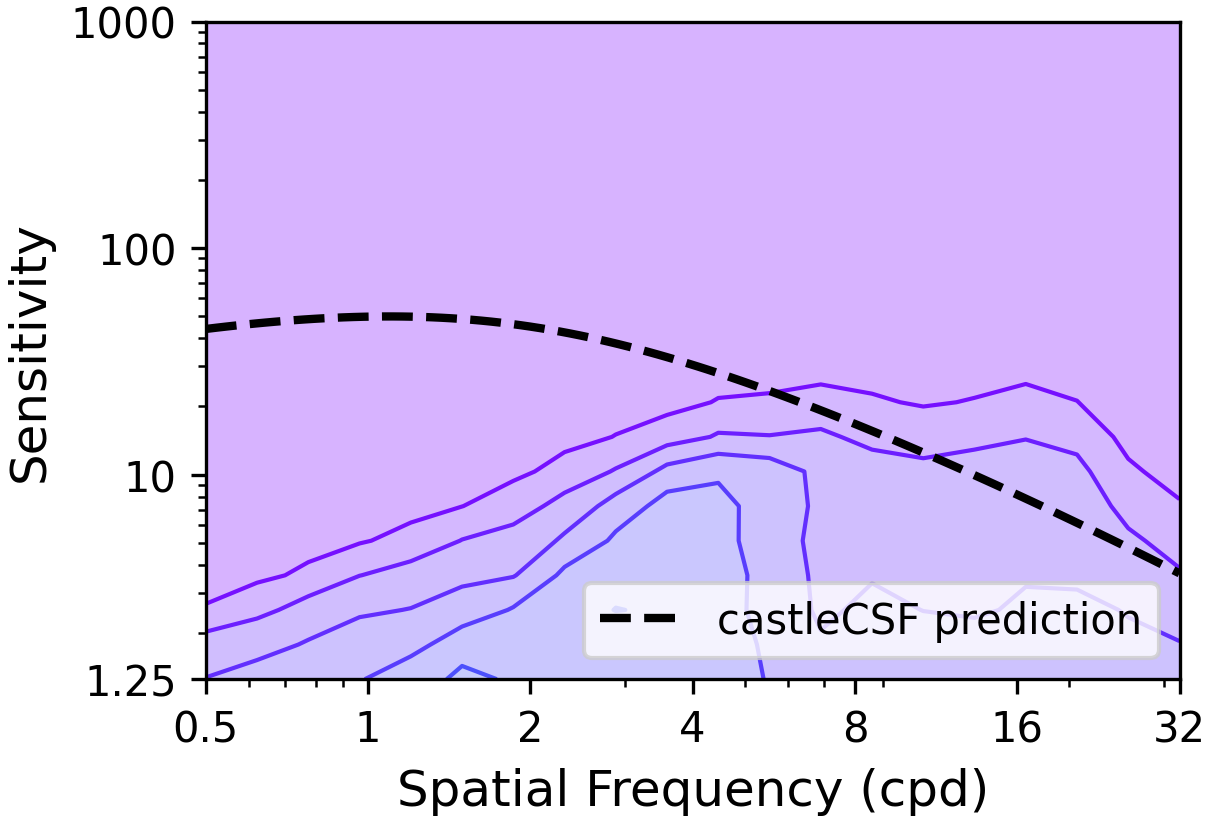 1000
100
10
1.25
Sensitivity
castleCSF prediction
0.5 1 2 4 8 16 32
Spatial Frequency (cpd)